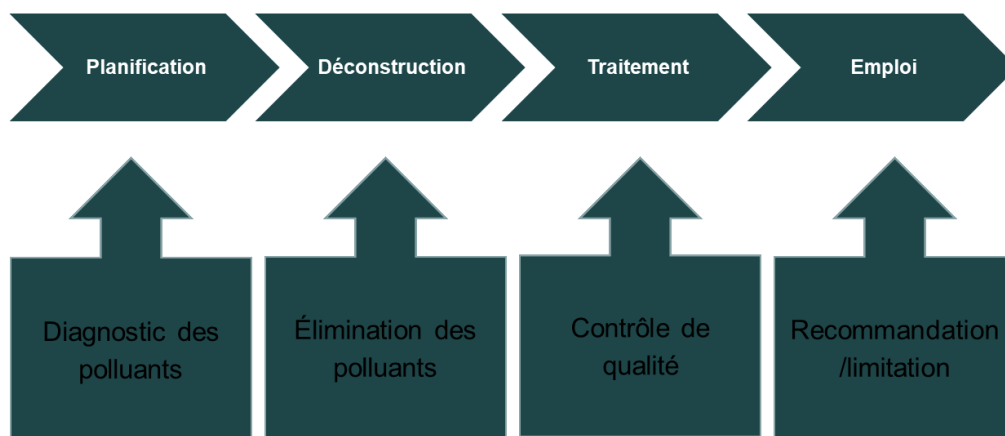 Planification
Déconstruction
Traitement
Emploi
Diagnostic des
polluants
Élimination des
polluants
Contrôle de
qualité
Recommandation
/limitation